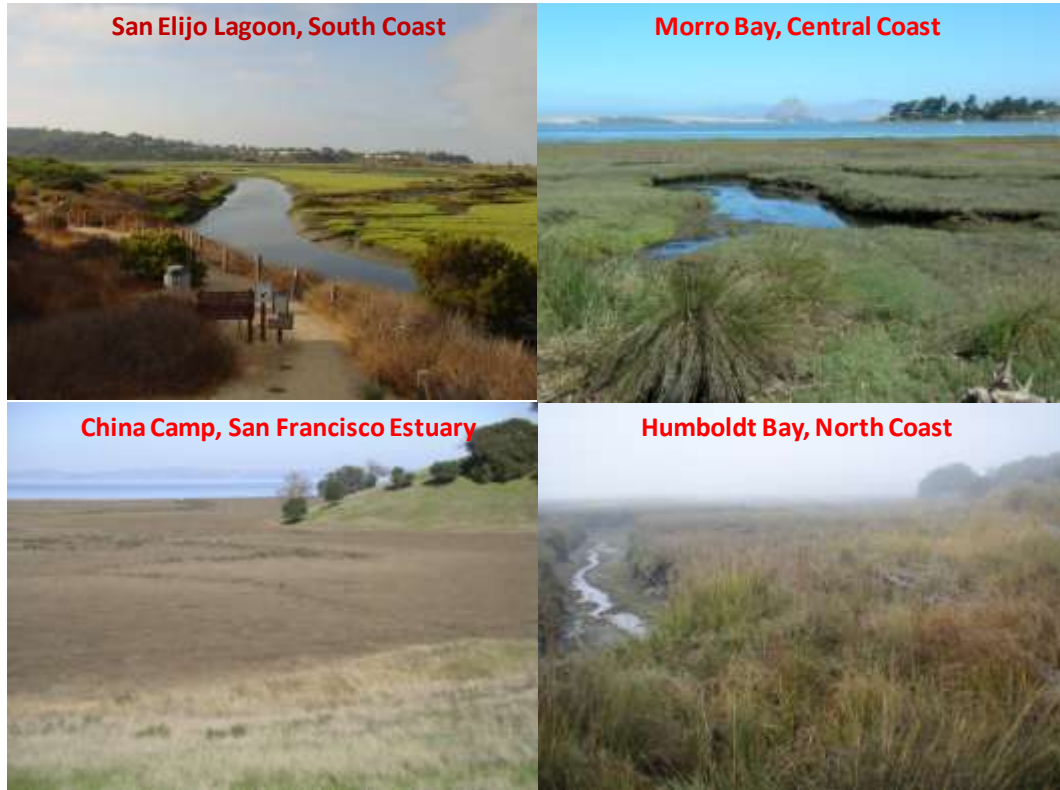 San Elijo Lagoon, South Coast
Morro Bay, Central Coast
China Camp, San Francisco Estuary
Humboldt Bay, North Coast